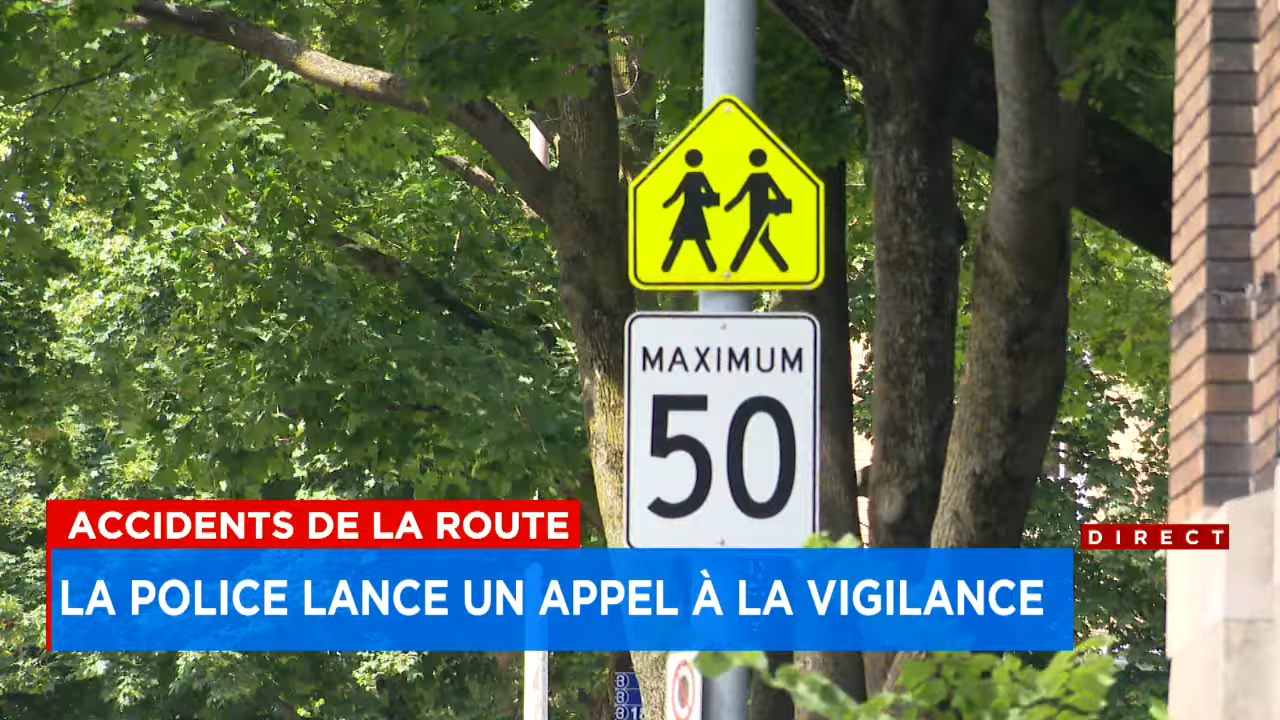 MAXIMUM
50
ACCIDENTS DE LA ROUTE
DIRECT
LA POLICE LANCE UN APPEL À LA VIGILANCE